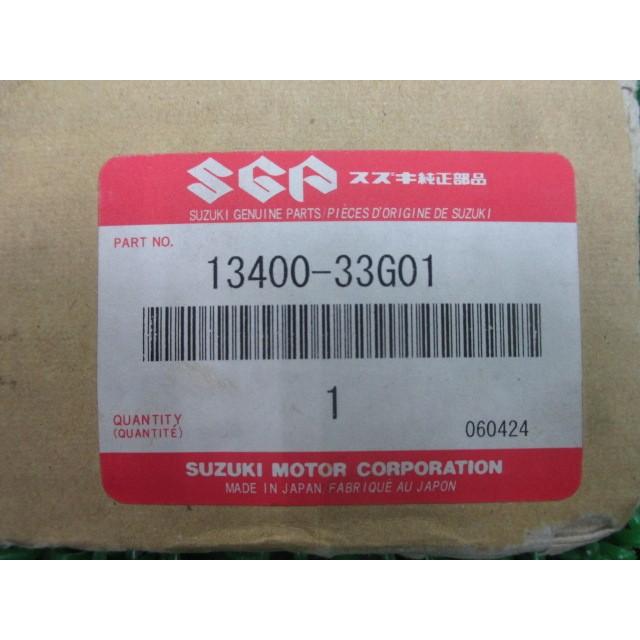 SGP スズキ純正部品
SUZUKI GENUINE PARTS/PIÈCES D'ORIGINE DE SUZUKI
PART NO.
13400-33G01
1
QUANTITY
(QUANTITÉ)
060424
SUZUKI MOTOR CORPORATION
MADE IN JAPAN, FABRIQUÉ AU JAPON